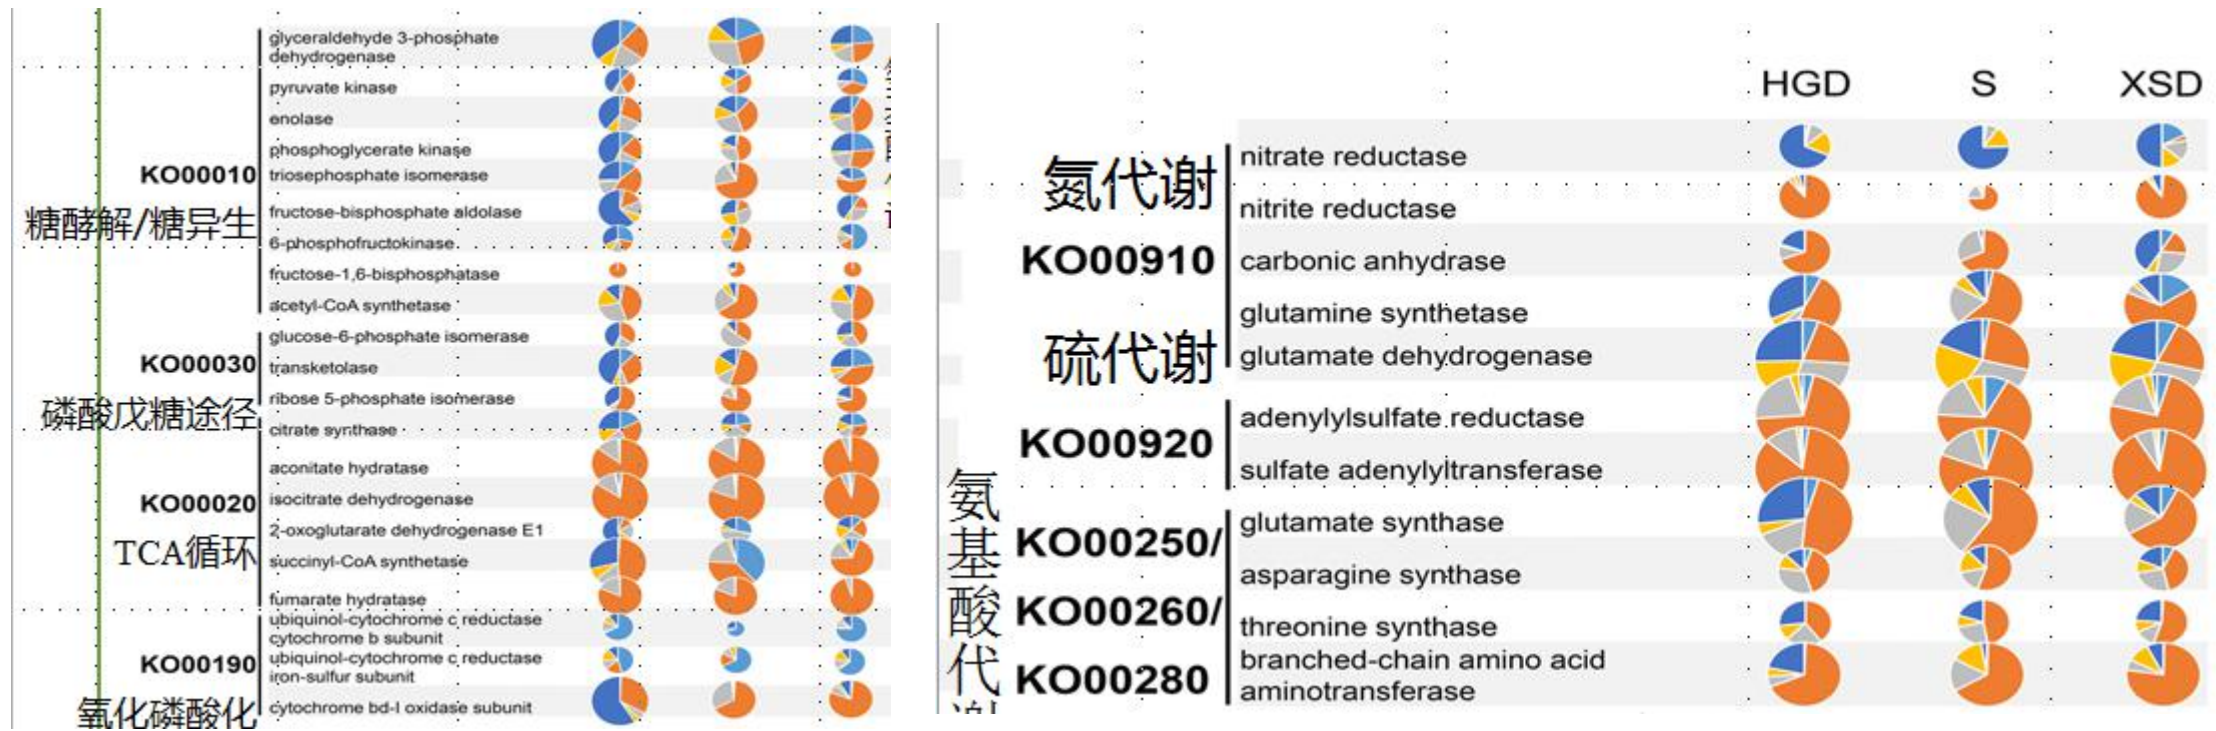 glyceraldehyde 3-phosphate
dehydrogenase
pyruvate kinase
enolase
phosphoglycerate kinase
KO00010
triosephosphate isomerase
糖酵解/糖异生
fructose-bisphosphate aldolase
6-phosphofructokinase
fructose-1,6-bisphosphatase
acetyl-CoA synthetase
glucose-6-phosphate isomerase
KO00030
transketolase
磷酸戊糖途径
ribose 5-phosphate isomerase
citrate synthase
aconitate hydratase
KO00020
isocitrate dehydrogenase
2-oxoglutarate dehydrogenase E1
TCA循环
succinyl-CoA synthetase
fumarate hydratase
ubiquinol-cytochrome c reductase
cytochrome b subunit
KO00190
ubiquinol-cytochrome c reductase
iron-sulfur subunit
氧化磷酸化
cytochrome bd-I oxidase subunit
HGD S XSD
氮代谢
nitrate reductase
nitrite reductase
KO00910
carbonic anhydrase
glutamine synthetase
硫代谢
glutamate dehydrogenase
adenylylsulfate reductase
KO00920
sulfate adenylyltransferase
氨基酸代谢
KO00250/
glutamate synthase
asparagine synthase
KO00260/
threonine synthase
KO00280
branched-chain amino acid
aminotransferase